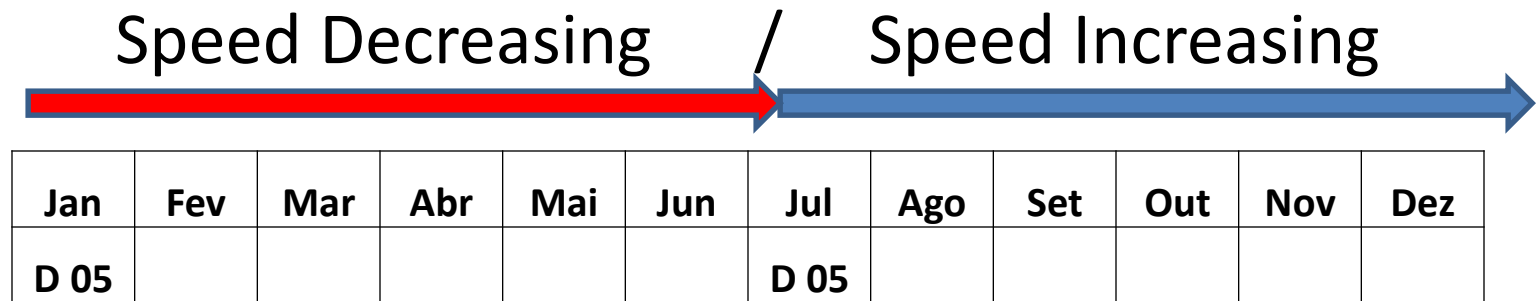 Speed Decreasing / Speed Increasing
Jan Fev Mar Abr Mai Jun Jul Ago Set Out Nov Dez
D 05 D 05